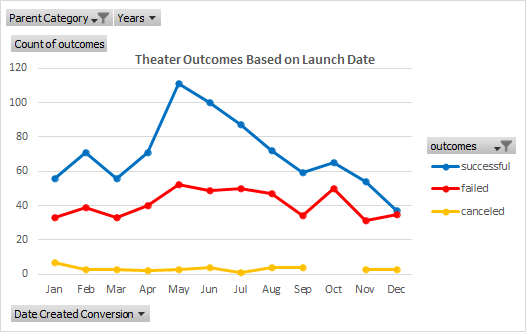 Parent Category Years
Count of outcomes
Theater Outcomes Based on Launch Date
120
100
80
60
40
20
0
Jan Feb Mar Apr May Jun Jul Aug Sep Oct Nov Dec
outcomes
successful
failed
canceled
Date Created Conversion